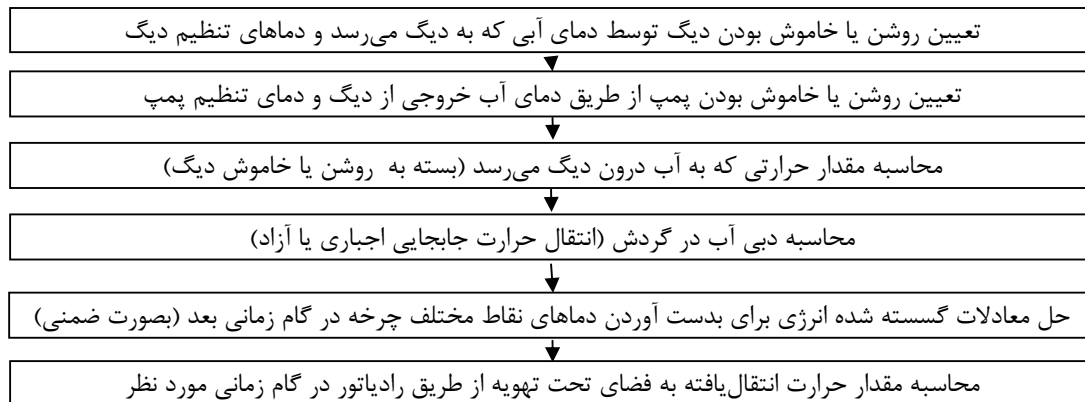 تعیین روشن یا خاموش بودن دیگ توسط دمای آبی که به دیگ می‌رسد و دماهای تنظیم دیگ
تعیین روشن یا خاموش بودن پمپ از طریق دمای آب خروجی از دیگ و دمای تنظیم پمپ
محاسبه مقدار حرارتی که به آب درون دیگ می‌رسد (بسته به روشن یا خاموش دیگ)
محاسبه دبی آب در گردش (انتقال حرارت جابجایی اجباری یا آزاد)
حل معادلات گسسته شده انرژی برای بدست آوردن دماهای نقاط مختلف چرخه در گام زمانی بعد (بصورت ضمنی)
محاسبه مقدار حرارت انتقال‌یافته به فضای تحت تهویه از طریق رادیاتور در گام زمانی مورد نظر